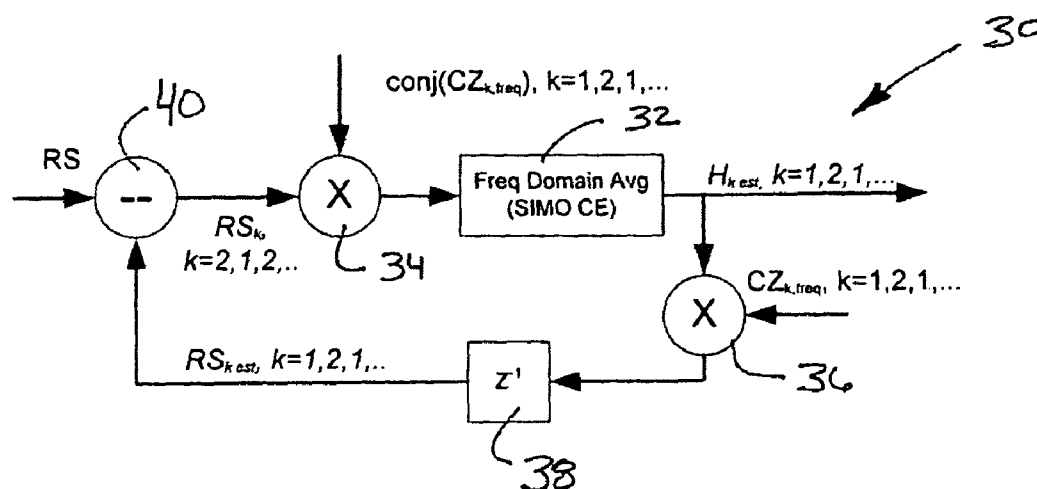 30
40
conj(CZk,freq), k=1,2,1,...
32
RS
--
X
Freq Domain Avg
(SIMO CE)
Hk est, k=1,2,1,...
RSk,
k=2,1,2,..
34
CZk,freq, k=1,2,1,...
X
36
RSk est, k=1,2,1,..
Z-1
38